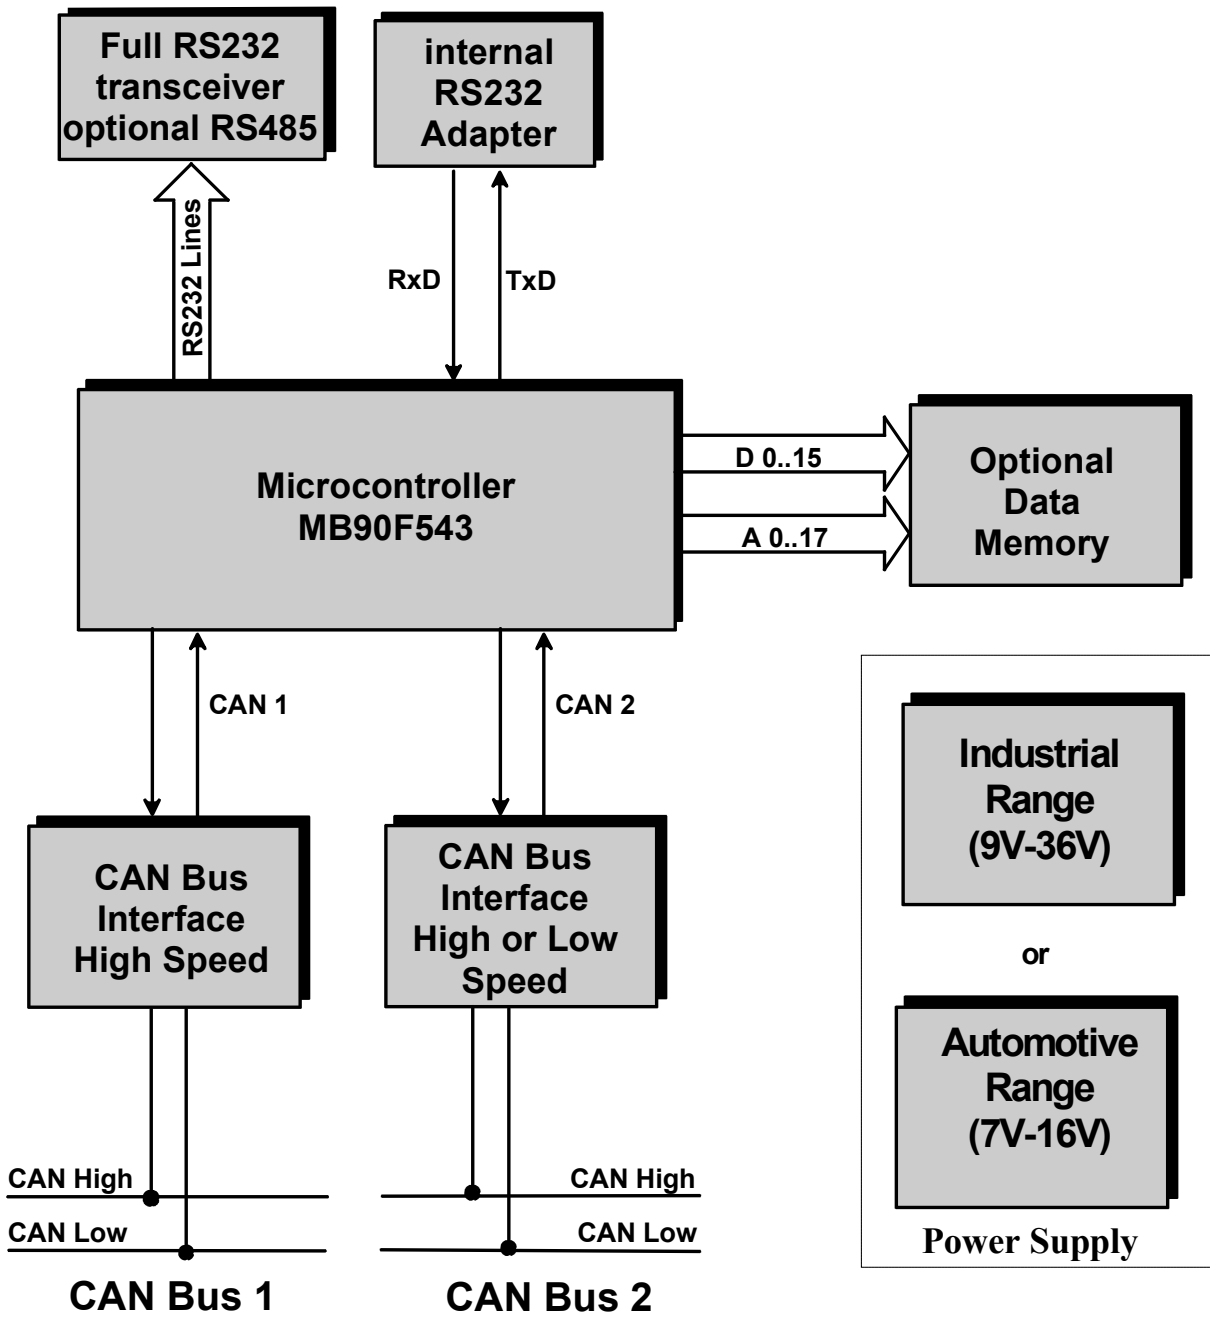 Full RS232
transceiver
optional RS485
internal
RS232
Adapter
RS232 Lines
RxD
TxD
Microcontroller
MB90F543
D 0..15
A 0..17
Optional
Data
Memory
CAN 1
CAN 2
CAN Bus
Interface
High Speed
CAN Bus
Interface
High or Low
Speed
CAN High
CAN Low
CAN Bus 1
CAN High
CAN Low
CAN Bus 2
Industrial
Range
(9V-36V)
or
Automotive
Range
(7V-16V)
Power Supply